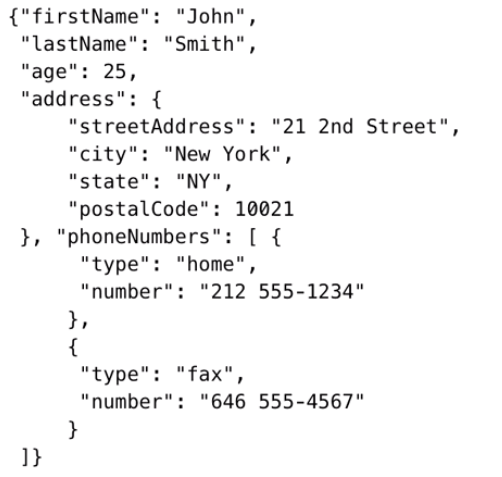 {"firstName": "John",
 "lastName": "Smith",
 "age": 25,
 "address": {
     "streetAddress": "21 2nd Street",
     "city": "New York",
     "state": "NY",
     "postalCode": 10021
 }, "phoneNumbers": [ {
      "type": "home",
      "number": "212 555-1234"
     },
     {
      "type": "fax",
      "number": "646 555-4567"
     }
 ]}